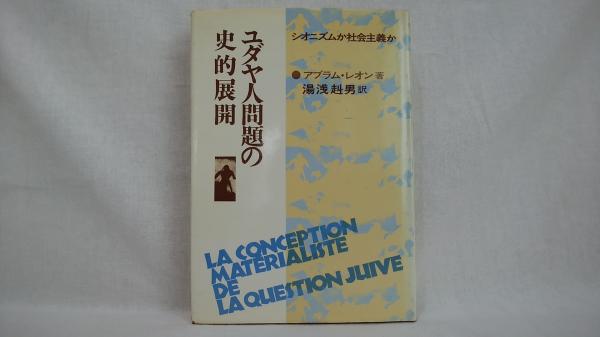 シオニズムか社会主義か
ユダヤ人問題の
史的展開
●アブラム・レオン著
湯浅赳男訳
LA CONCEPTION
MATÉRIALISTE
DE
LA QUESTION JUIVE